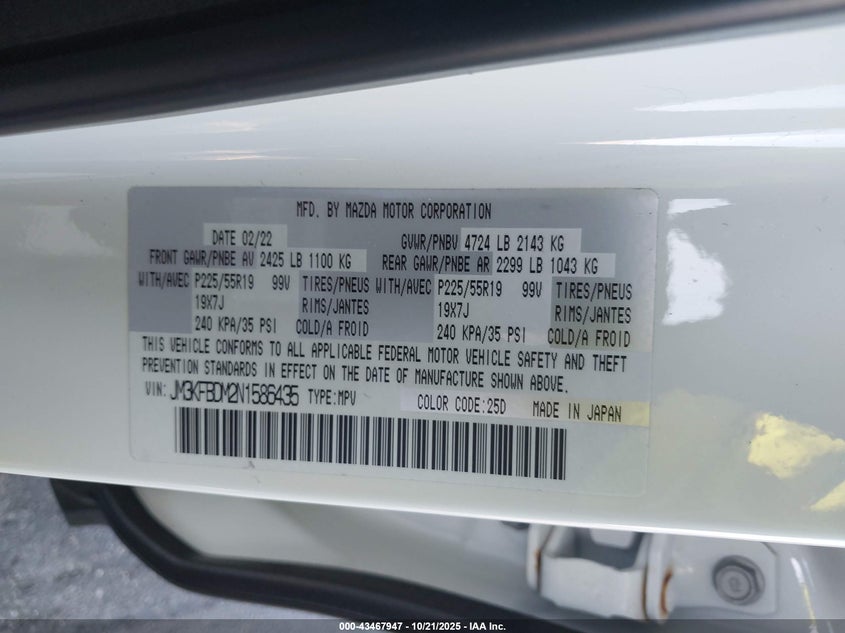 MFD. BY MAZDA MOTOR CORPORATION
DATE 02/22 GVWR/PNBV 4724 LB 2143 KG
FRONT GAWR/PNBE AV 2425 LB 1100 KG REAR GAWR/PNBE AR 2299 LB 1043 KG
WITH/AVEC P225/55R19 99V TIRES/PNEUS WITH/AVEC P225/55R19 99V TIRES/PNEUS
19X7J RIMS/JANTES 19X7J RIMS/JANTES
240 KPA/35 PSI COLD/A FROID 240 KPA/35 PSI COLD/A FROID
THIS VEHICLE CONFORMS TO ALL APPLICABLE FEDERAL MOTOR VEHICLE SAFETY AND THEFT
PREVENTION STANDARDS IN EFFECT ON THE DATE OF MANUFACTURE SHOWN ABOVE.
VIN: JM3KFBDM2N1586435 TYPE:MPV COLOR CODE:25D MADE IN JAPAN
000-43467947 - 10/21/2025 - IAA Inc.